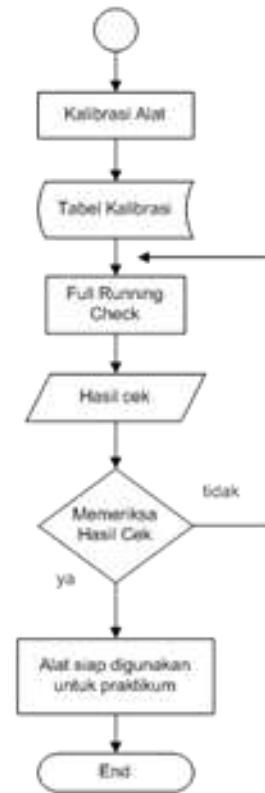 Kalibrasi Alat
Tabel Kalibrasi
Full Running
Check
Hasil cek
Memeriksa
Hasil Cek
tidak
ya
Alat siap digunakan
untuk praktikum
End